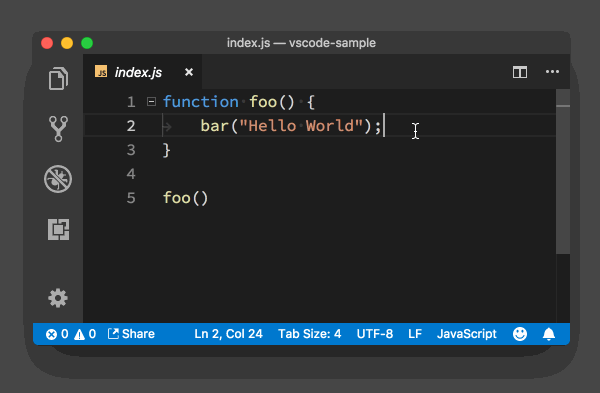 index.js — vscode-sample
JS index.js ×
1 function foo() {
2 bar("Hello World");
3 }
4
5 foo()
0 0 Share Ln 2, Col 24 Tab Size: 4 UTF-8 LF JavaScript